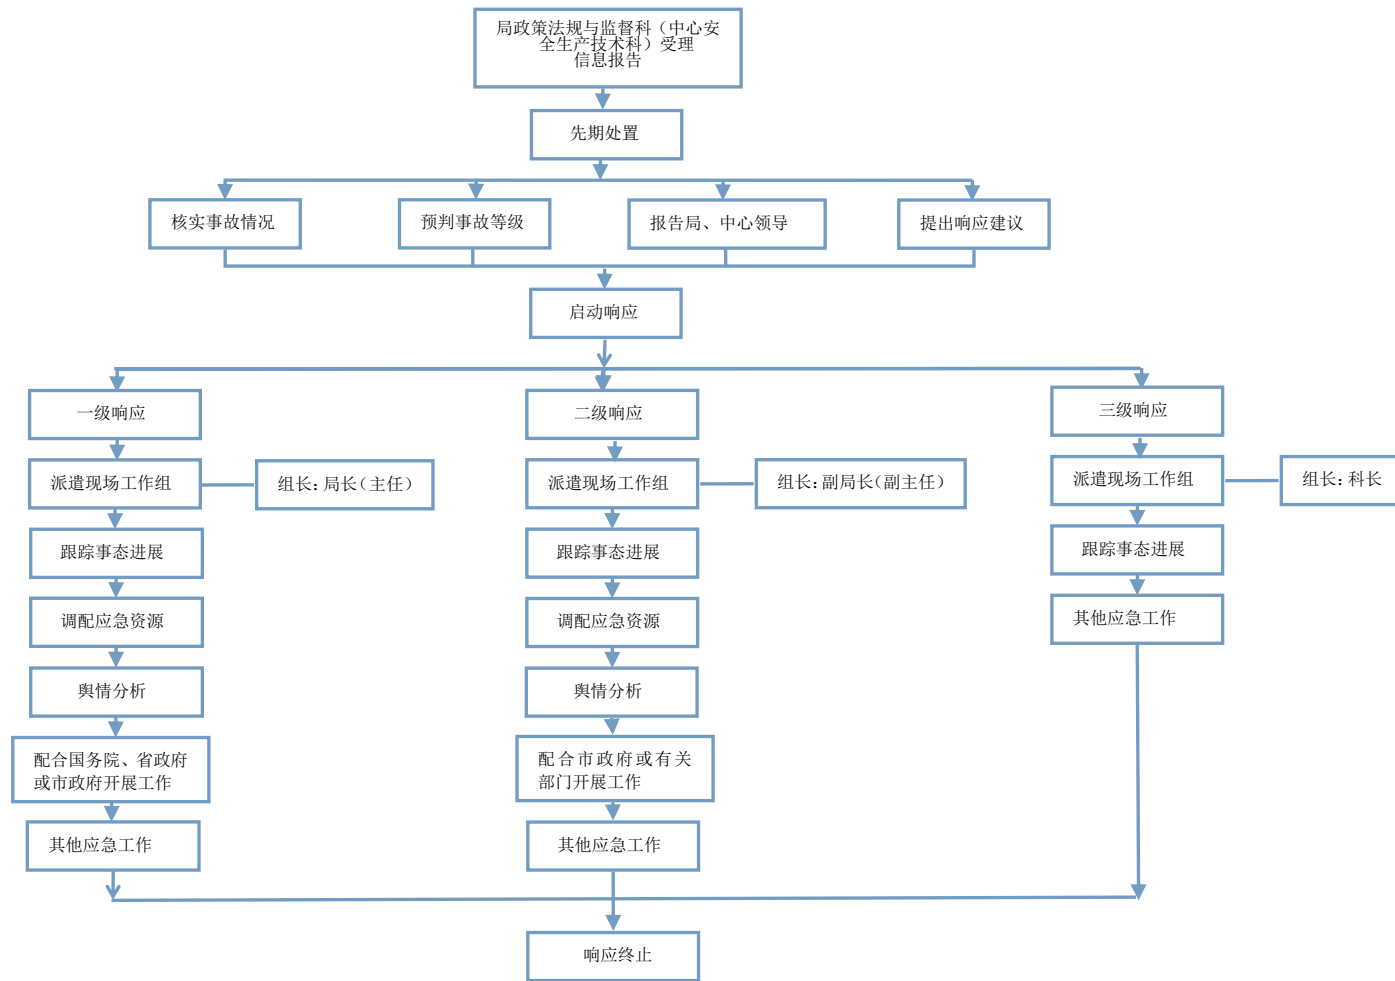 局政策法规与监督科（中心安
全生产技术科）受理
信息报告
先期处置
核实事故情况
预判事故等级
报告局、中心领导
提出响应建议
启动响应
一级响应
二级响应
三级响应
派遣现场工作组
组长：局长（主任）
派遣现场工作组
组长：副局长（副主任）
派遣现场工作组
组长：科长
跟踪事态进展
跟踪事态进展
跟踪事态进展
调配应急资源
调配应急资源
其他应急工作
舆情分析
舆情分析
配合国务院、省政府
或市政府开展工作
配合市政府或有关
部门开展工作
其他应急工作
其他应急工作
响应终止